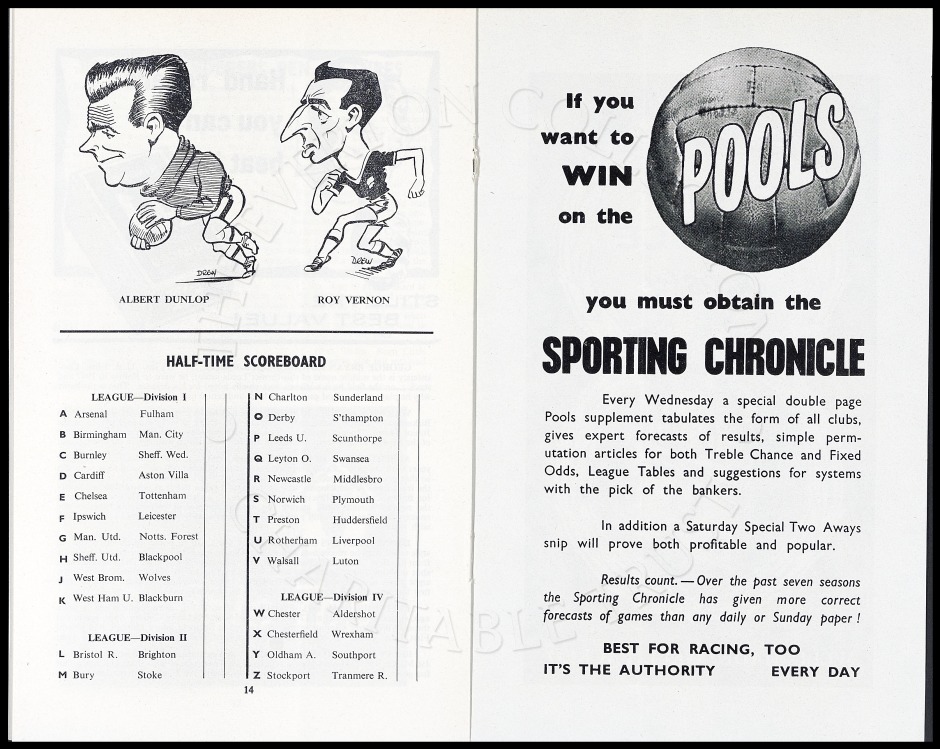 DREW
DREW
ALBERT DUNLOP
ROY VERNON
HALF-TIME SCOREBOARD
LEAGUE—Division I
A Arsenal Fulham
B Birmingham Man. City
C Burnley Sheff. Wed.
D Cardiff Aston Villa
E Chelsea Tottenham
F Ipswich Leicester
G Man. Utd. Notts. Forest
H Sheff. Utd. Blackpool
J West Brom. Wolves
K West Ham U. Blackburn
LEAGUE—Division II
L Bristol R. Brighton
M Bury Stoke
N Charlton Sunderland
O Derby S'thampton
P Leeds U. Scunthorpe
Q Leyton O. Swansea
R Newcastle Middlesbro
S Norwich Plymouth
T Preston Huddersfield
U Rotherham Liverpool
V Walsall Luton
LEAGUE—Division IV
W Chester Aldershot
X Chesterfield Wrexham
Y Oldham A. Southport
Z Stockport Tranmere R.
14
If you
want to
WIN
on the
POOLS
you must obtain the
SPORTING CHRONICLE
Every Wednesday a special double page
Pools supplement tabulates the form of all clubs,
gives expert forecasts of results, simple perm-
utation articles for both Treble Chance and Fixed
Odds, League Tables and suggestions for systems
with the pick of the bankers.
In addition a Saturday Special Two Aways
snip will prove both profitable and popular.
Results count. — Over the past seven seasons
the Sporting Chronicle has given more correct
forecasts of games than any daily or Sunday paper !
BEST FOR RACING, TOO
IT'S THE AUTHORITY EVERY DAY